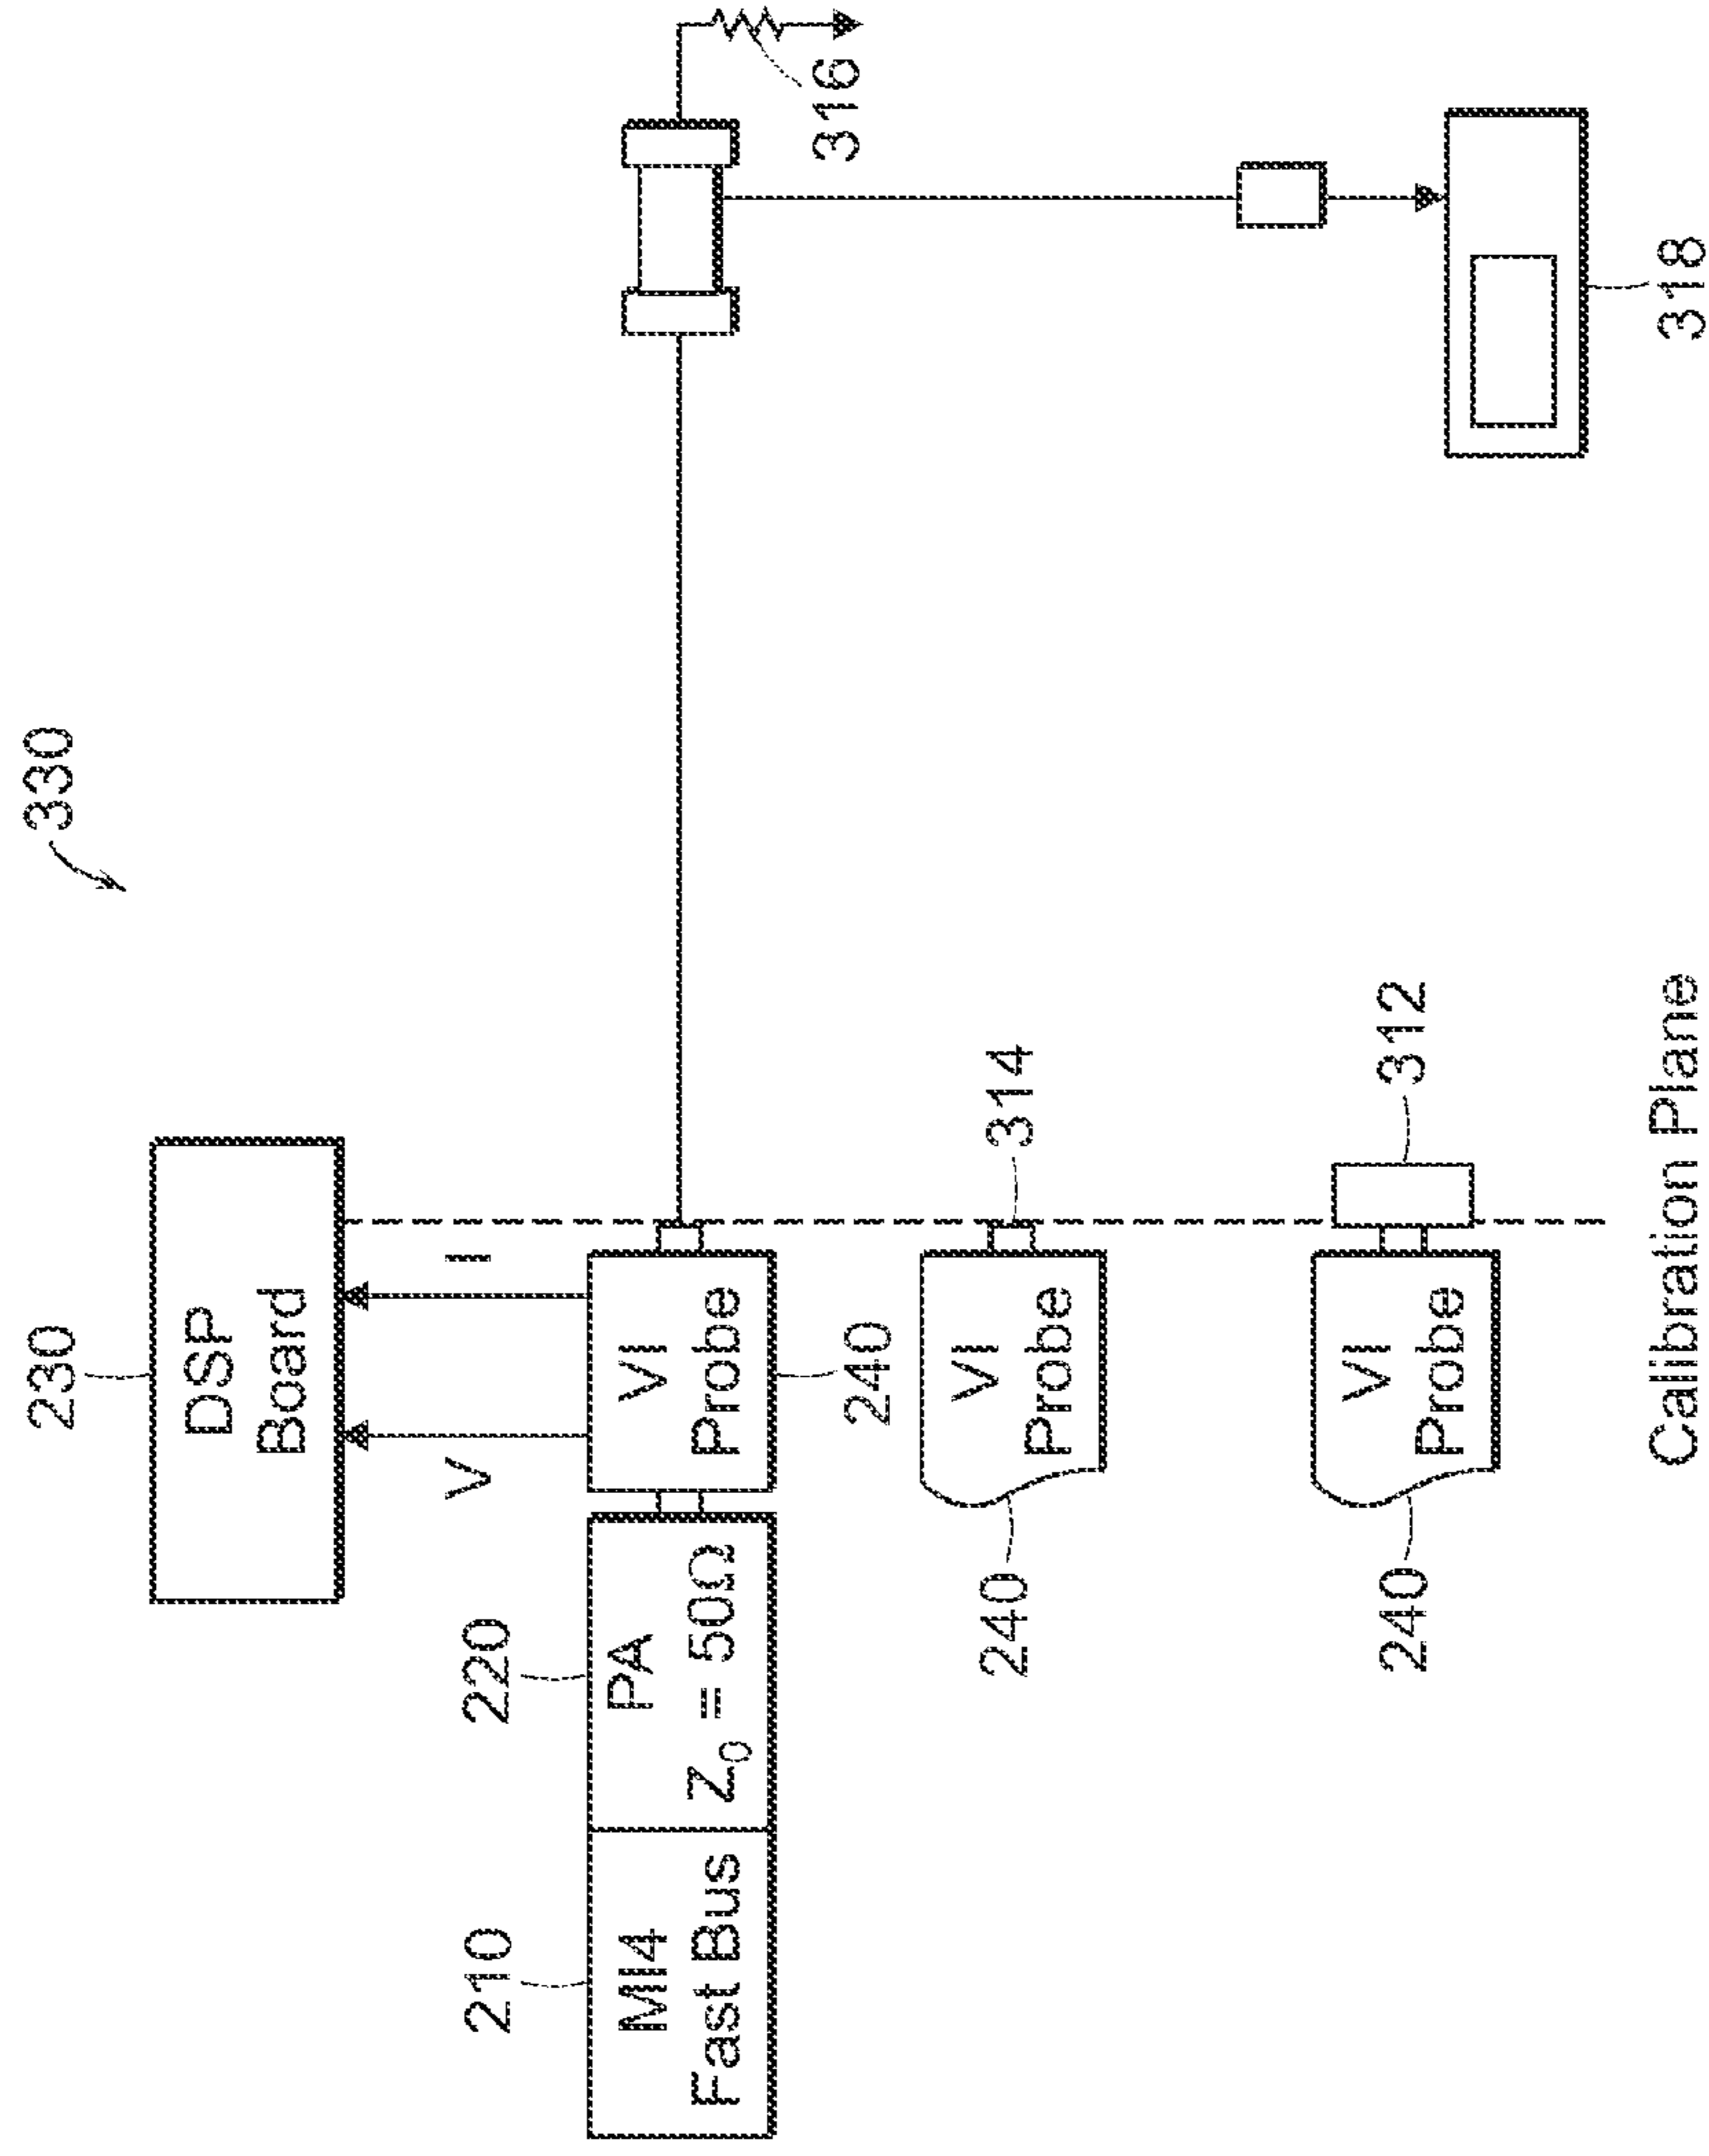 330
230
DSP
Board
V
I
210
220
MI4
Fast Bus
PA
Z₀ = 50Ω
VI
Probe
240
316
240
VI
Probe
314
318
240
VI
Probe
312
Calibration Plane